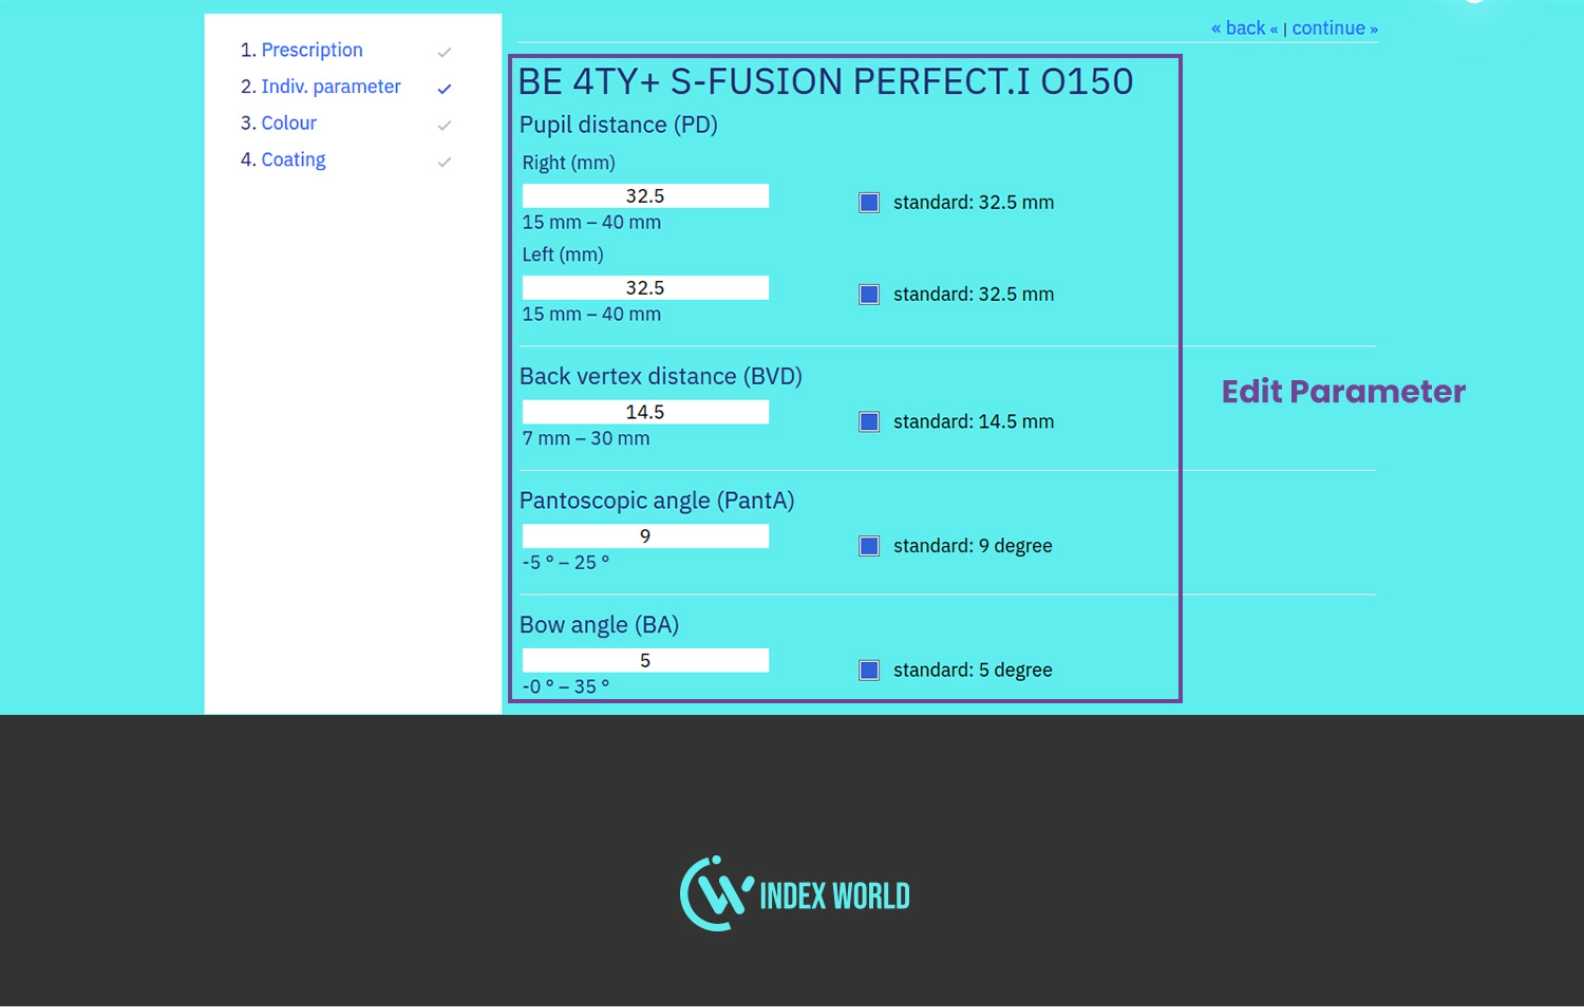 « back « | continue »
1. Prescription
2. Indiv. parameter
3. Colour
4. Coating
BE 4TY+ S-FUSION PERFECT.I O150
Pupil distance (PD)
Right (mm)
32.5
standard: 32.5 mm
15 mm – 40 mm
Left (mm)
32.5
standard: 32.5 mm
15 mm – 40 mm
Back vertex distance (BVD)
14.5
standard: 14.5 mm
7 mm – 30 mm
Edit Parameter
Pantoscopic angle (PantA)
9
standard: 9 degree
-5 ° – 25 °
Bow angle (BA)
5
standard: 5 degree
-0 ° – 35 °
INDEX WORLD